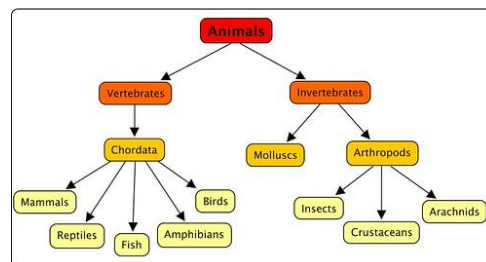 Animals
Vertebrates
Invertebrates
Chordata
Molluscs
Arthropods
Mammals
Reptiles
Fish
Amphibians
Birds
Insects
Crustaceans
Arachnids